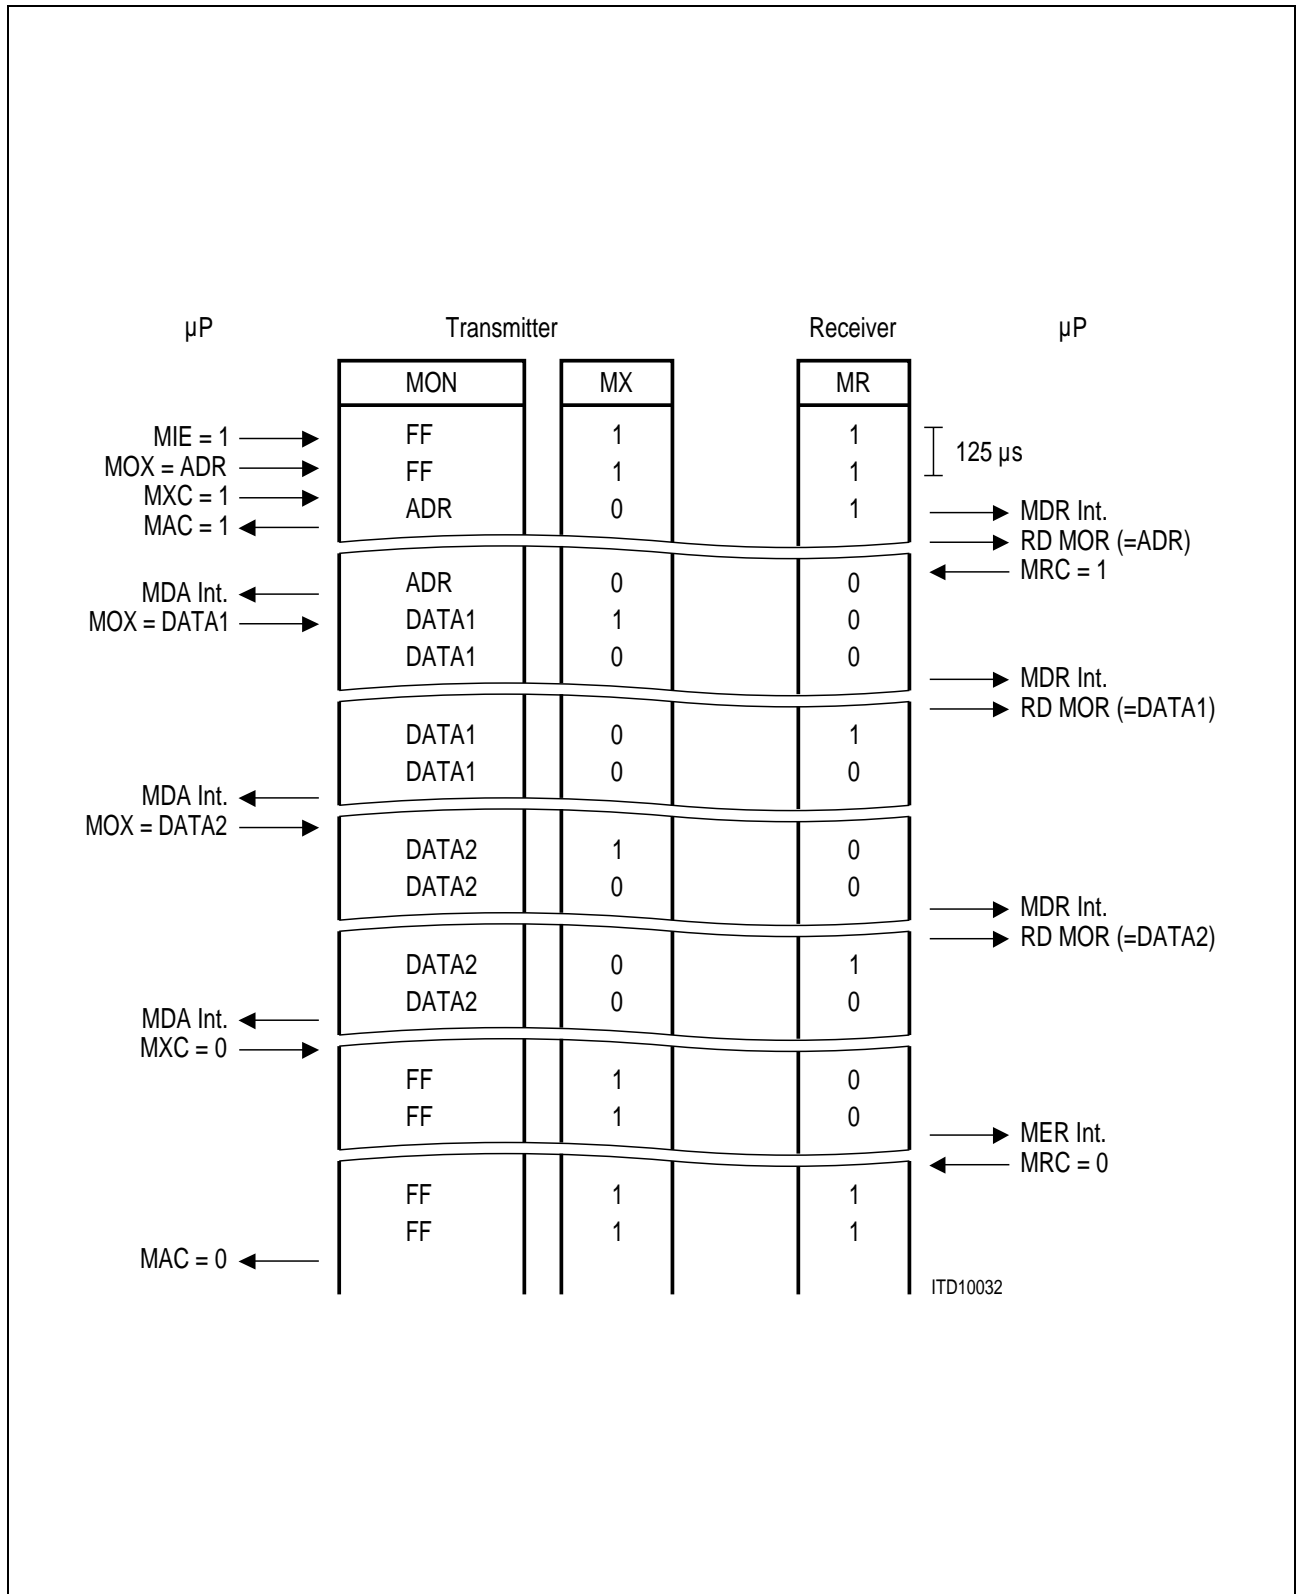 µP Transmitter Receiver µP
MON MX MR
MIE = 1 FF 1 1
125 µs
MOX = ADR FF 1 1
MXC = 1 ADR 0 1
MDR Int.
MAC = 1
RD MOR (=ADR)
MRC = 1
ADR 0 0
MDA Int.
MOX = DATA1 DATA1 1 0
DATA1 0 0
MDR Int.
RD MOR (=DATA1)
DATA1 0 1
DATA1 0 0
MDA Int.
MOX = DATA2
DATA2 1 0
DATA2 0 0
MDR Int.
RD MOR (=DATA2)
DATA2 0 1
DATA2 0 0
MDA Int.
MXC = 0
FF 1 0
FF 1 0
MER Int.
MRC = 0
FF 1 1
FF 1 1
MAC = 0
ITD10032